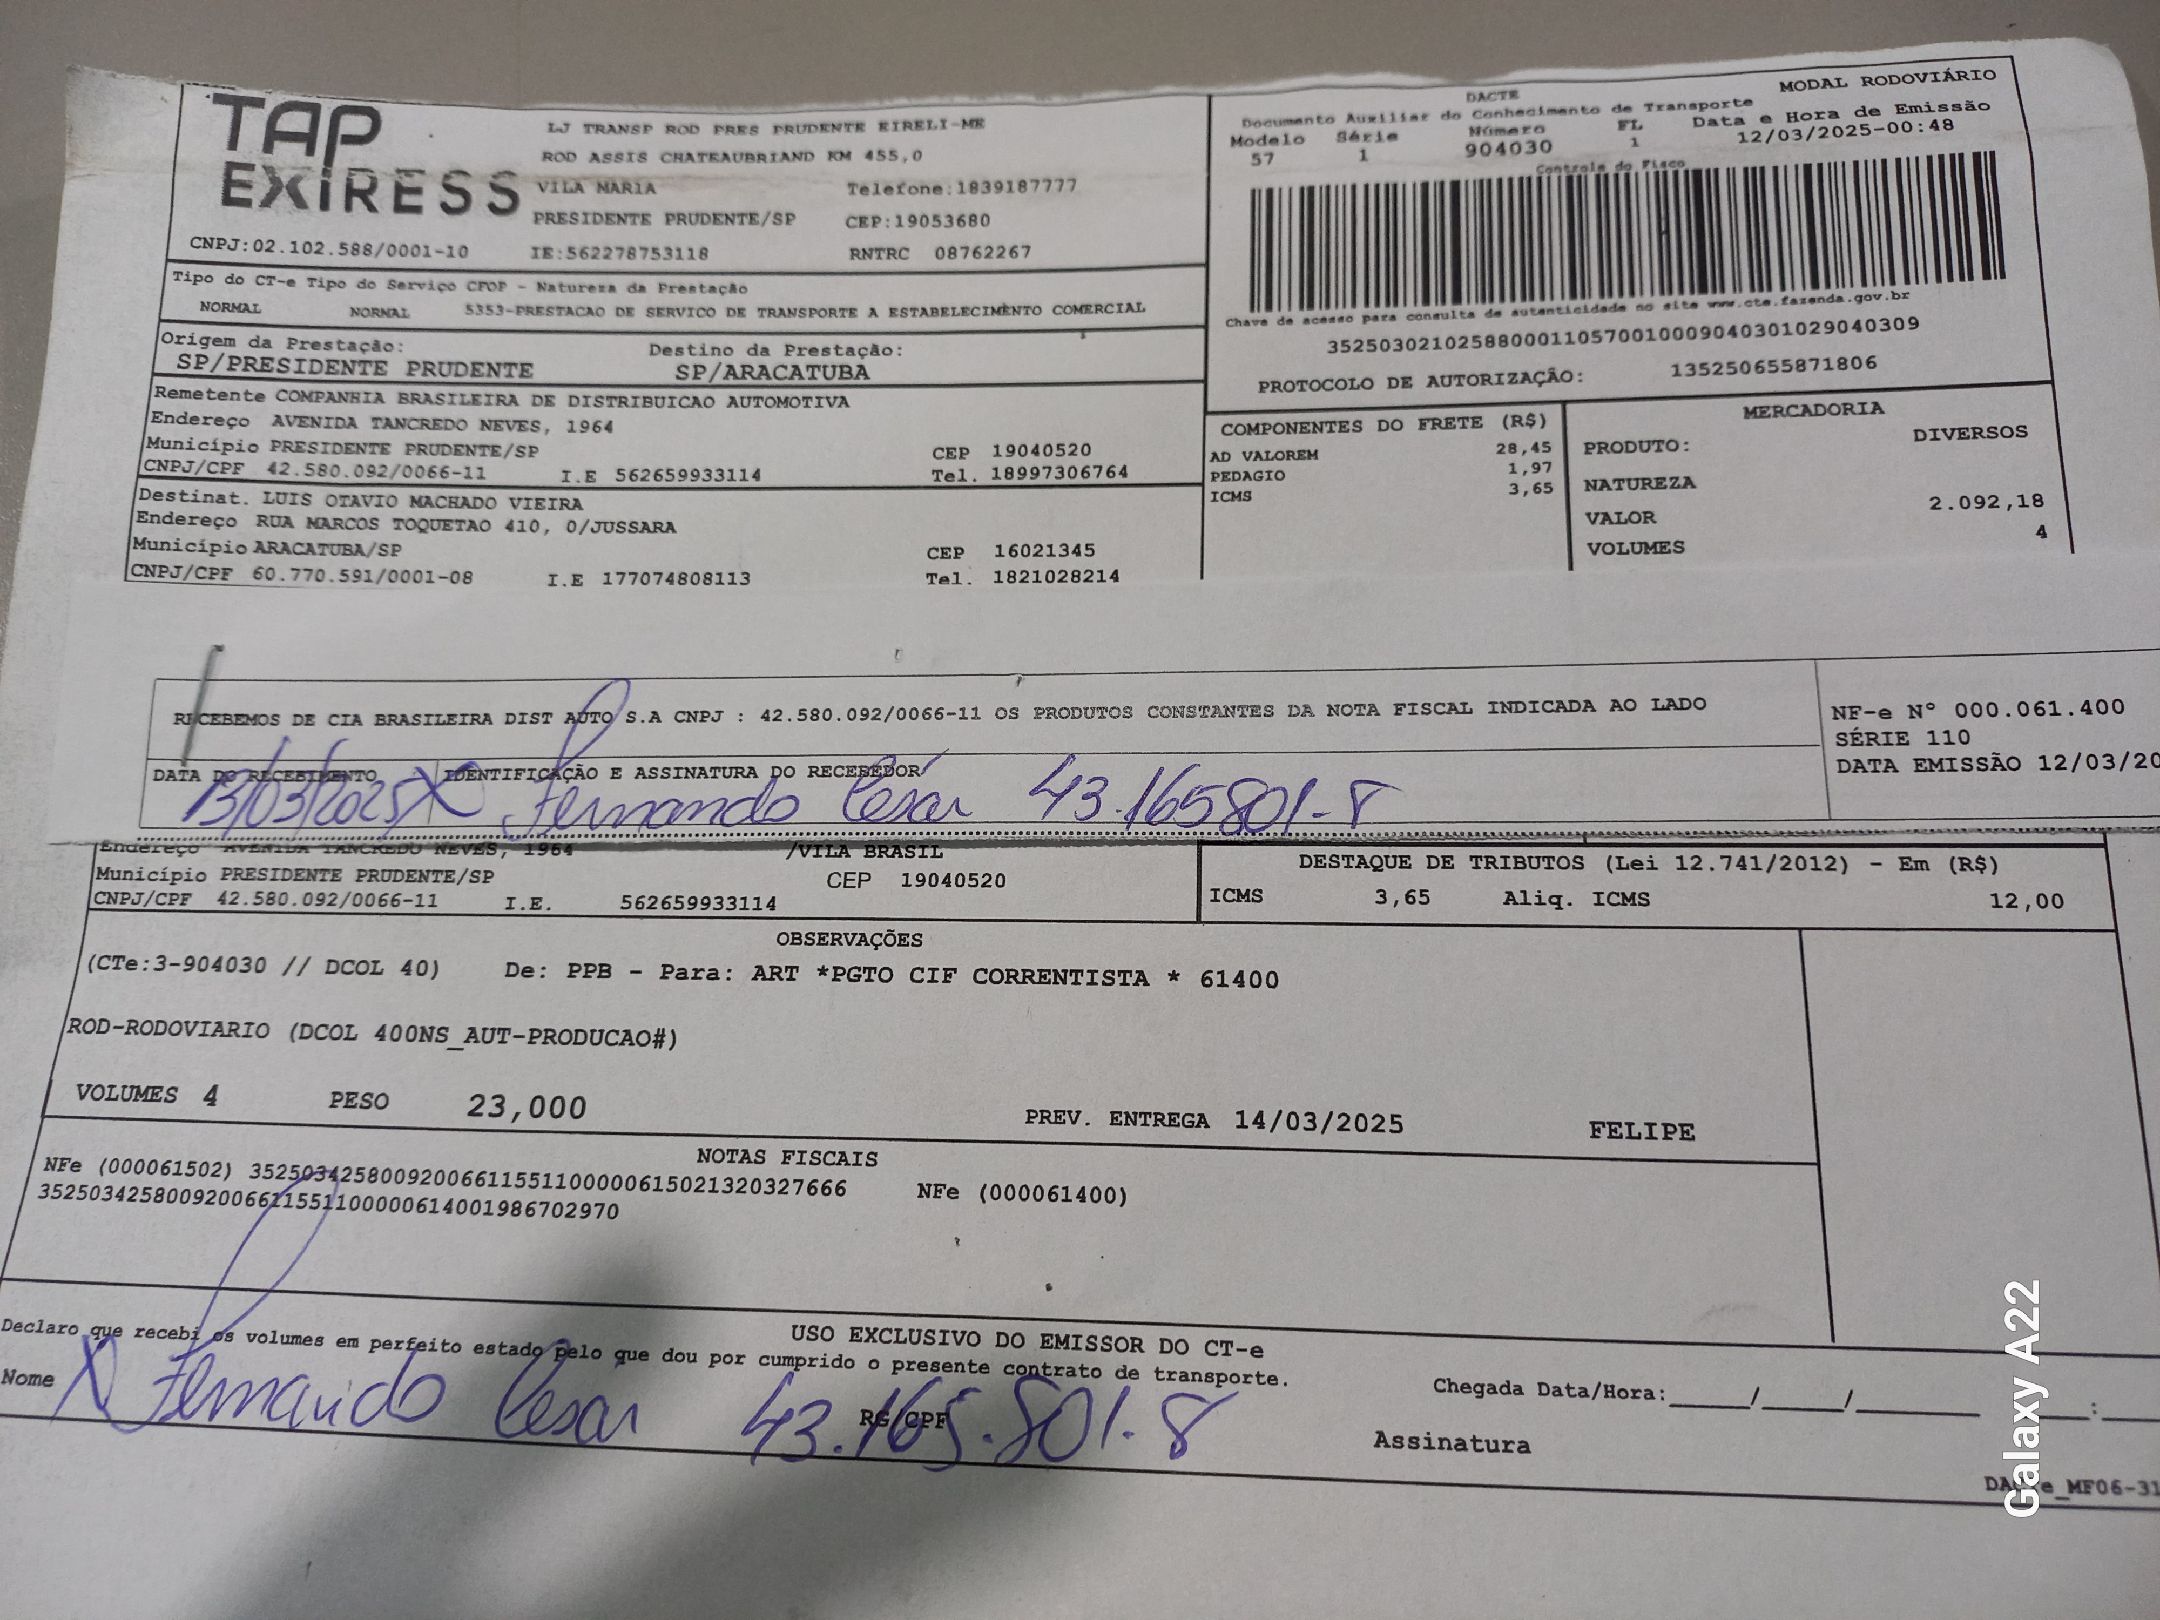 TAP
EXIRESS
LJ TRANSP ROD PRES PRUDENTE EIRELI-ME
ROD ASSIS CHATEAUBRIAND KM 455,0
VILA MARIA Telefone:1839187777
PRESIDENTE PRUDENTE/SP CEP:19053680
CNPJ:02.102.588/0001-10 IE:562278753118 RNTRC 08762267
DACTE MODAL RODOVIÁRIO
Documento Auxiliar do Conhecimento de Transporte
Modelo Série Número FL Data e Hora de Emissão
57 1 904030 1 12/03/2025-00:48
Controle do Fisco
Chave de acesso para consulta de autenticidade no site www.cte.fazenda.gov.br
35250302102588000110570010009040301029040309
PROTOCOLO DE AUTORIZAÇÃO: 135250655871806
Tipo do CT-e Tipo do Serviço CFOP - Natureza da Prestação
NORMAL NORMAL 5353-PRESTACAO DE SERVICO DE TRANSPORTE A ESTABELECIMENTO COMERCIAL
Origem da Prestação: Destino da Prestação:
SP/PRESIDENTE PRUDENTE SP/ARACATUBA
Remetente COMPANHIA BRASILEIRA DE DISTRIBUICAO AUTOMOTIVA
Endereço AVENIDA TANCREDO NEVES, 1964
Município PRESIDENTE PRUDENTE/SP CEP 19040520
CNPJ/CPF 42.580.092/0066-11 I.E 562659933114 Tel. 18997306764
Destinat. LUIS OTAVIO MACHADO VIEIRA
Endereço RUA MARCOS TOQUETAO 410, 0/JUSSARA
Município ARACATUBA/SP CEP 16021345
CNPJ/CPF 60.770.591/0001-08 I.E 177074808113 Tel. 1821028214
COMPONENTES DO FRETE (R$)
AD VALOREM 28,45
PEDAGIO 1,97
ICMS 3,65
MERCADORIA
PRODUTO: DIVERSOS
NATUREZA
VALOR 2.092,18
VOLUMES 4
RECEBEMOS DE CIA BRASILEIRA DIST AUTO S.A CNPJ : 42.580.092/0066-11 OS PRODUTOS CONSTANTES DA NOTA FISCAL INDICADA AO LADO
NF-e Nº 000.061.400
SÉRIE 110
DATA EMISSÃO 12/03/20
DATA DO RECEBIMENTO IDENTIFICAÇÃO E ASSINATURA DO RECEBEDOR
13/03/2025 X Fernando César 43.165801-8
Endereço AVENIDA TANCREDO NEVES, 1964 /VILA BRASIL
Município PRESIDENTE PRUDENTE/SP CEP 19040520
CNPJ/CPF 42.580.092/0066-11 I.E. 562659933114
DESTAQUE DE TRIBUTOS (Lei 12.741/2012) - Em (R$)
ICMS 3,65 Aliq. ICMS 12,00
OBSERVAÇÕES
(CTe:3-904030 // DCOL 40) De: PPB - Para: ART *PGTO CIF CORRENTISTA * 61400
ROD-RODOVIARIO (DCOL 400NS_AUT-PRODUCAO#)
VOLUMES 4 PESO 23,000 PREV. ENTREGA 14/03/2025 FELIPE
NOTAS FISCAIS
NFe (000061502) 35250342580092006611551100000615021320327666 NFe (000061400)
35250342580092006611551100000614001986702970
USO EXCLUSIVO DO EMISSOR DO CT-e
Declaro que recebi os volumes em perfeito estado pelo que dou por cumprido o presente contrato de transporte.
Nome X Fernando Cesar RG/CPF 43.165.801-8
Chegada Data/Hora:_____/_____/_____ :
Assinatura
_MF06-31
Galaxy A22